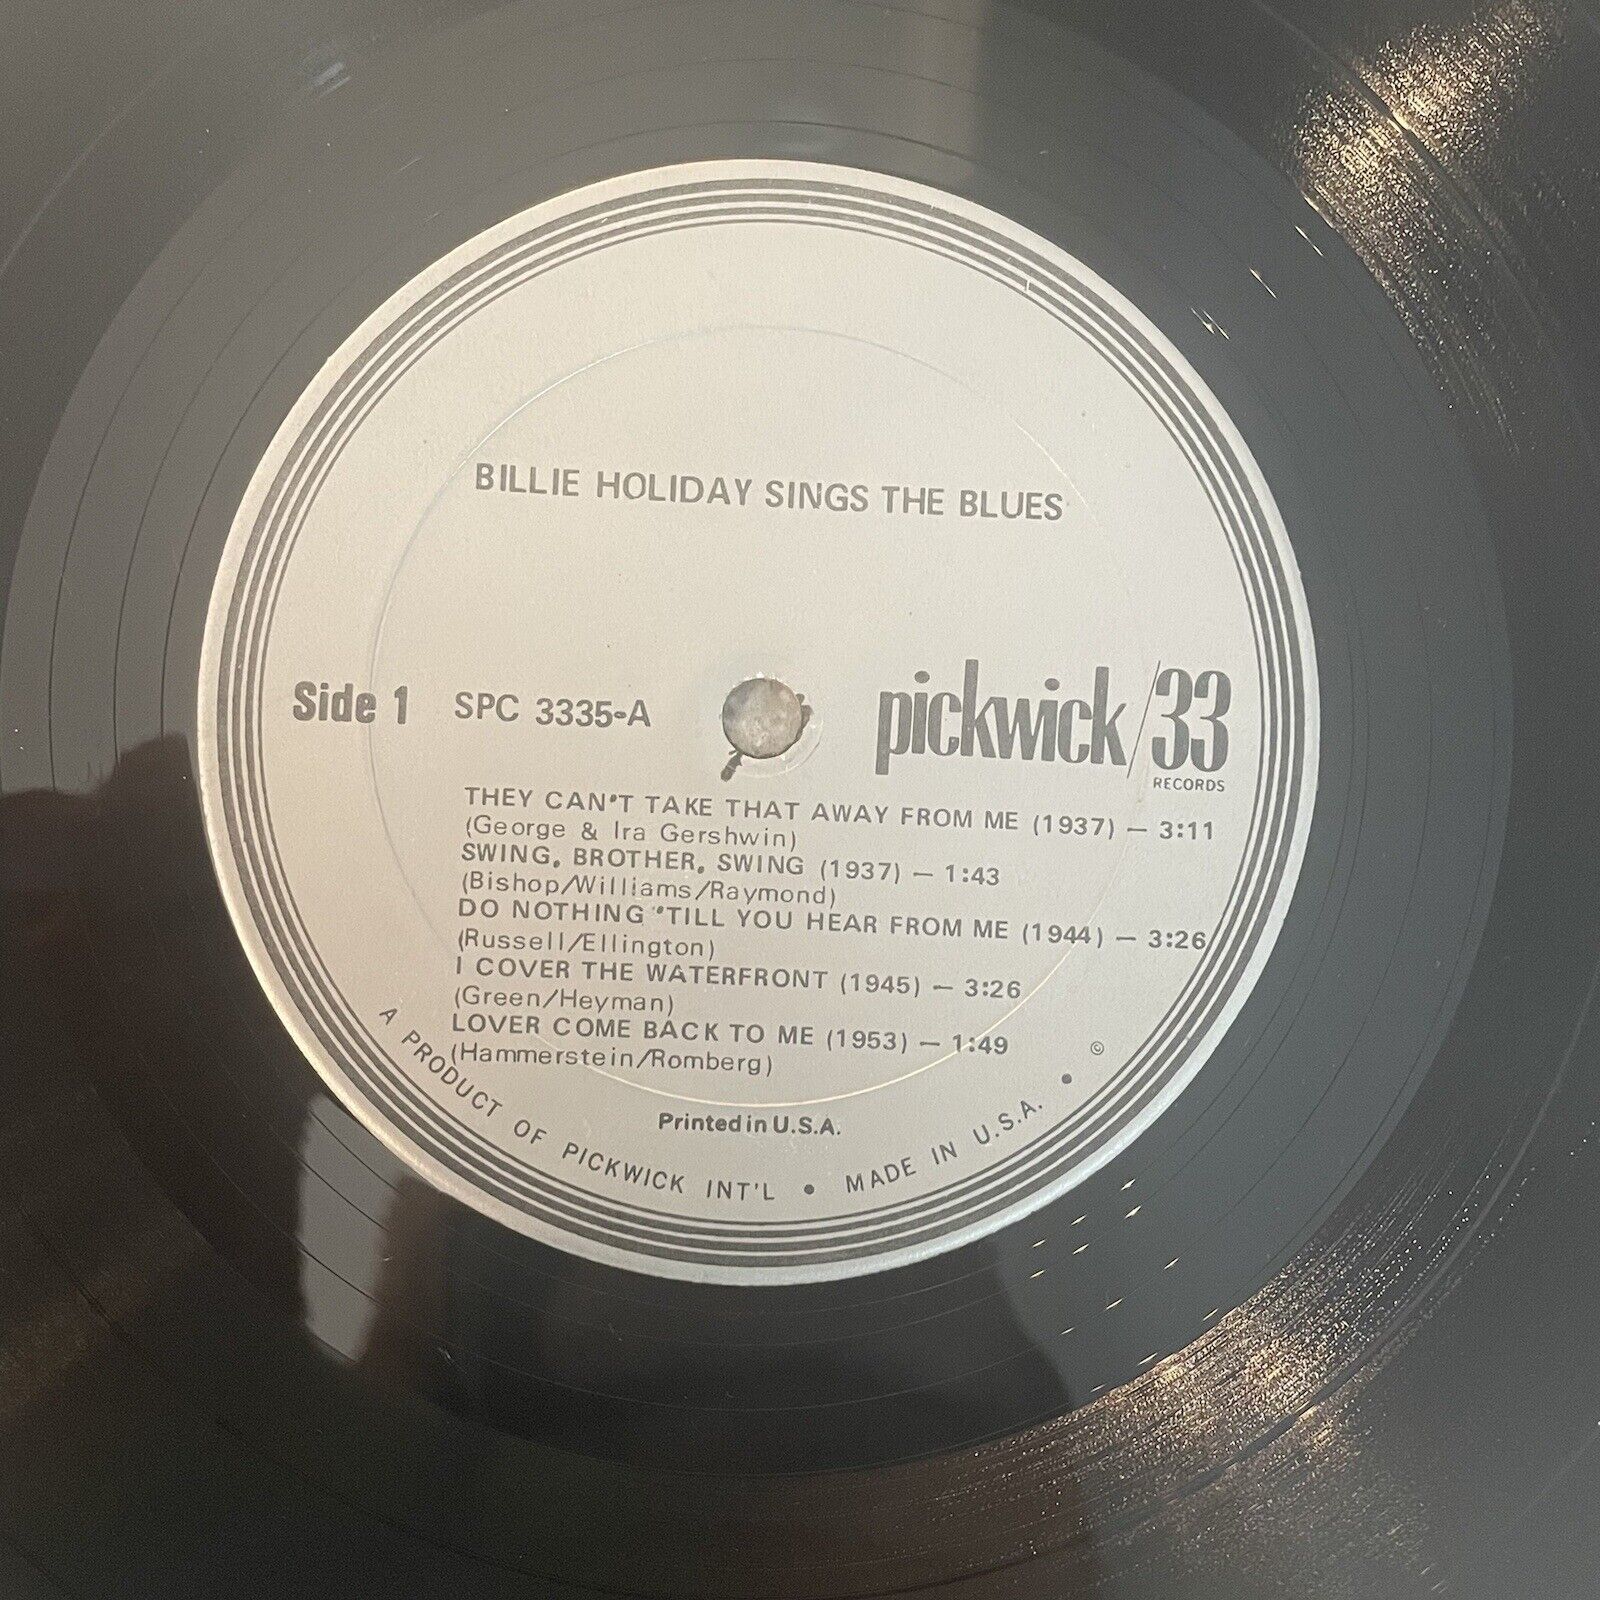 BILLIE HOLIDAY SINGS THE BLUES
Side 1 SPC 3335-A
pickwick/33
RECORDS
THEY CAN'T TAKE THAT AWAY FROM ME (1937) — 3:11
(George & Ira Gershwin)
SWING, BROTHER, SWING (1937) — 1:43
(Bishop/Williams/Raymond)
DO NOTHING 'TILL YOU HEAR FROM ME (1944) — 3:26
(Russell/Ellington)
I COVER THE WATERFRONT (1945) — 3:26
(Green/Heyman)
LOVER COME BACK TO ME (1953) — 1:49
(Hammerstein/Romberg)
Printed in U.S.A.
A PRODUCT OF PICKWICK INT'L • MADE IN U.S.A. • ©